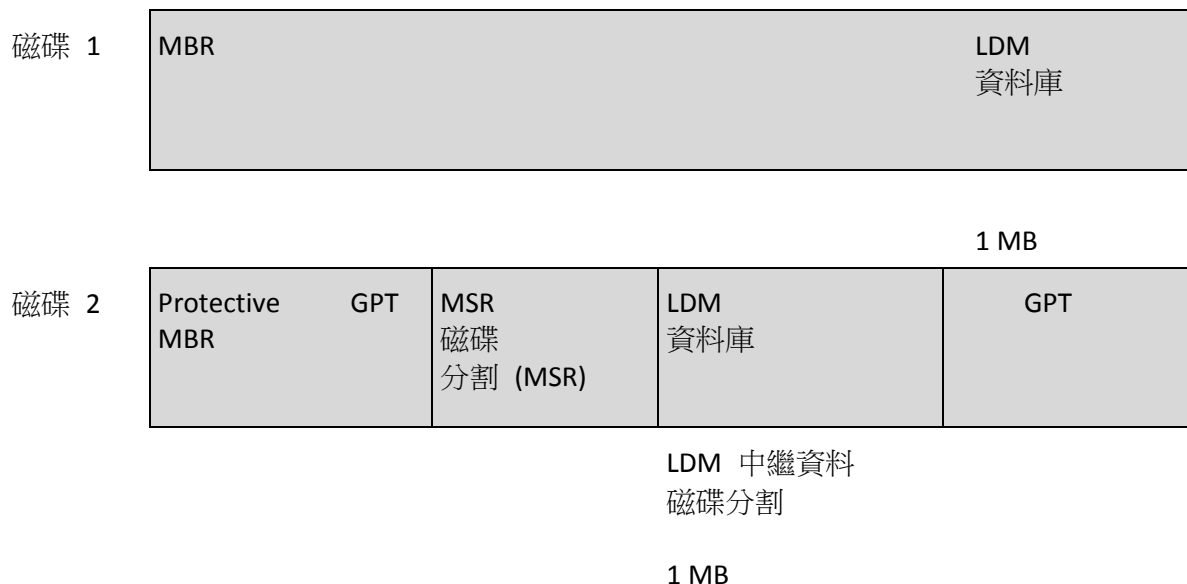 磁碟 1
MBR
LDM
資料庫
1 MB
磁碟 2
Protective
MBR
GPT
MSR
磁碟
分割 (MSR)
LDM
資料庫
GPT
LDM 中繼資料
磁碟分割
1 MB